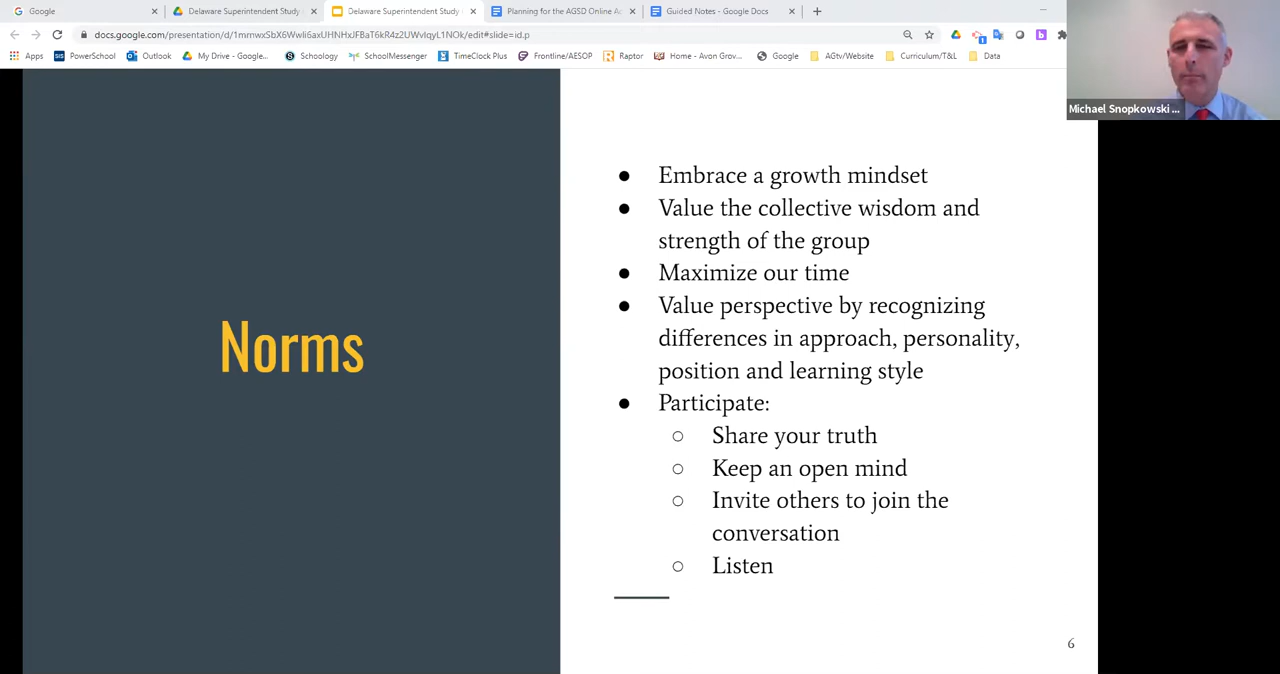 Google
Delaware Superintendent Study
Delaware Superintendent Study
Planning for the AGSD Online Ac
Guided Notes - Google Docs
docs.google.com/presentation/d/
Apps
SIS
PowerSchool
Outlook
My Drive - Google...
Schoology
SchoolMessenger
TimeClock Plus
Frontline/AESOP
Raptor
Home - Avon Grov...
Google
AGtv/Website
Curriculum/T&L
Data
Michael Snopkowski ...
Norms
● Embrace a growth mindset
● Value the collective wisdom and
strength of the group
● Maximize our time
● Value perspective by recognizing
differences in approach, personality,
position and learning style
● Participate:
○ Share your truth
○ Keep an open mind
○ Invite others to join the
conversation
○ Listen
6